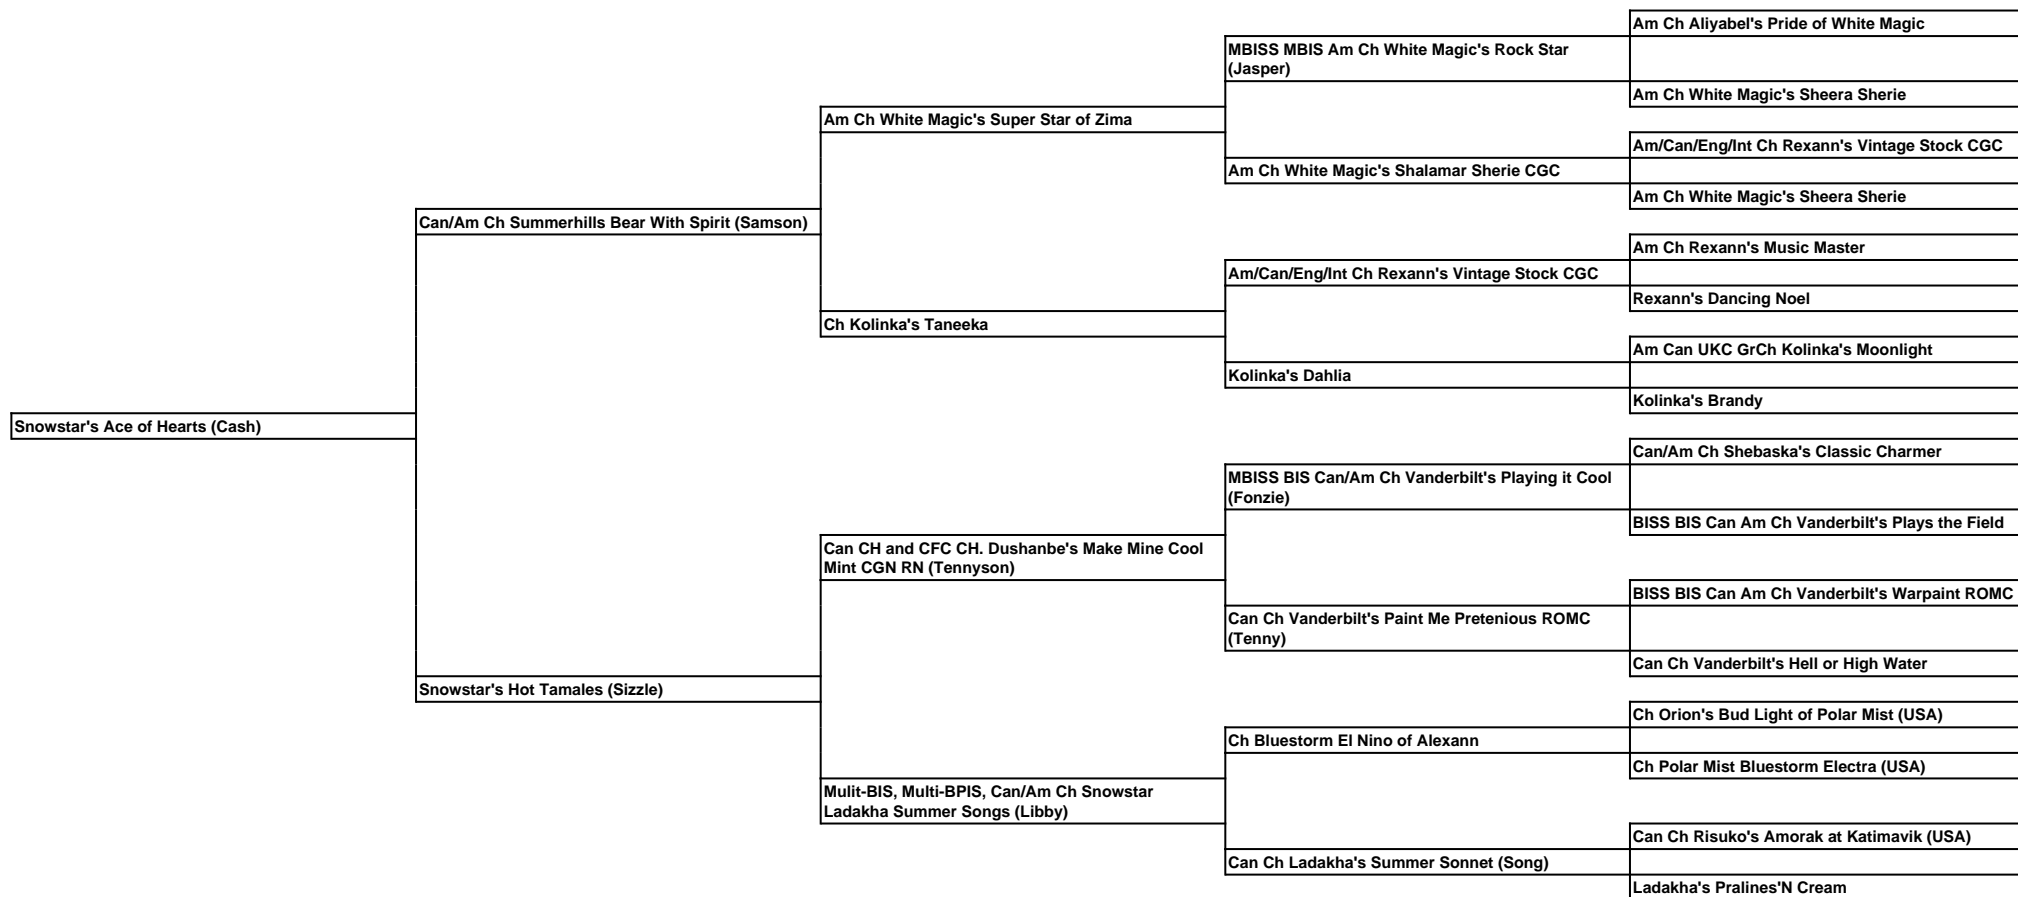 Am Ch Aliyabel's Pride of White Magic
MBISS MBIS Am Ch White Magic's Rock Star
(Jasper)
Am Ch White Magic's Sheera Sherie
Am Ch White Magic's Super Star of Zima
Am/Can/Eng/Int Ch Rexann's Vintage Stock CGC
Am Ch White Magic's Shalamar Sherie CGC
Am Ch White Magic's Sheera Sherie
Can/Am Ch Summerhills Bear With Spirit (Samson)
Am Ch Rexann's Music Master
Am/Can/Eng/Int Ch Rexann's Vintage Stock CGC
Rexann's Dancing Noel
Ch Kolinka's Taneeka
Am Can UKC GrCh Kolinka's Moonlight
Kolinka's Dahlia
Kolinka's Brandy
Snowstar's Ace of Hearts (Cash)
Can/Am Ch Shebaska's Classic Charmer
MBISS BIS Can/Am Ch Vanderbilt's Playing it Cool
(Fonzie)
BISS BIS Can Am Ch Vanderbilt's Plays the Field
Can CH and CFC CH. Dushanbe's Make Mine Cool
Mint CGN RN (Tennyson)
BISS BIS Can Am Ch Vanderbilt's Warpaint ROMC
Can Ch Vanderbilt's Paint Me Pretenious ROMC
(Tenny)
Can Ch Vanderbilt's Hell or High Water
Snowstar's Hot Tamales (Sizzle)
Ch Orion's Bud Light of Polar Mist (USA)
Ch Bluestorm El Nino of Alexann
Ch Polar Mist Bluestorm Electra (USA)
Mulit-BIS, Multi-BPIS, Can/Am Ch Snowstar
Ladakha Summer Songs (Libby)
Can Ch Risuko's Amorak at Katimavik (USA)
Can Ch Ladakha's Summer Sonnet (Song)
Ladakha's Pralines'N Cream